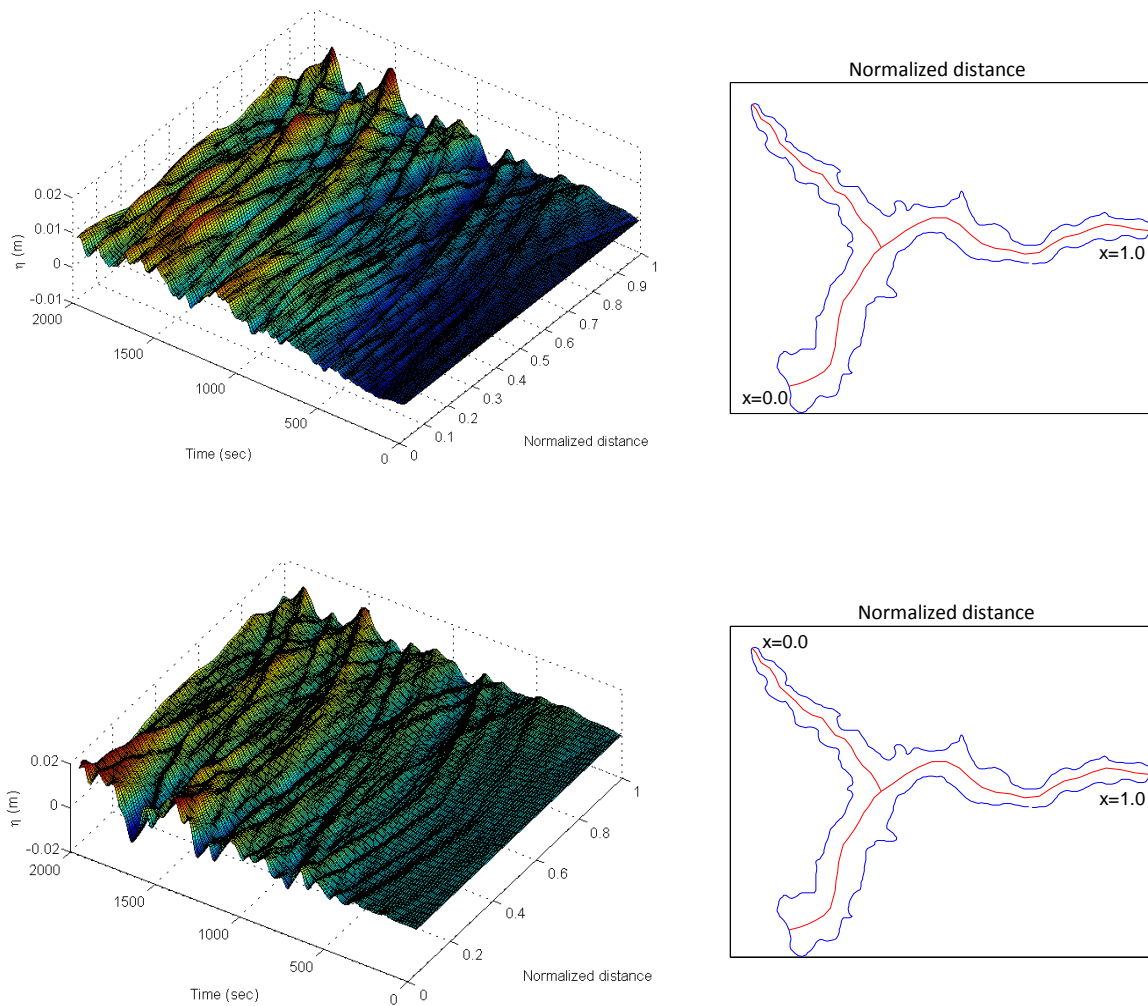 Normalized distance
x=1.0
x=0.0
0.02
0.01
0
-0.01
η (m)
2000
1500
1000
500
0
Time (sec)
0
0.1
0.2
0.3
0.4
0.5
0.6
0.7
0.8
0.9
1
Normalized distance
Normalized distance
x=0.0
x=1.0
0.02
0
-0.02
η (m)
2000
1500
1000
500
0
Time (sec)
0
0.2
0.4
0.6
0.8
1
Normalized distance